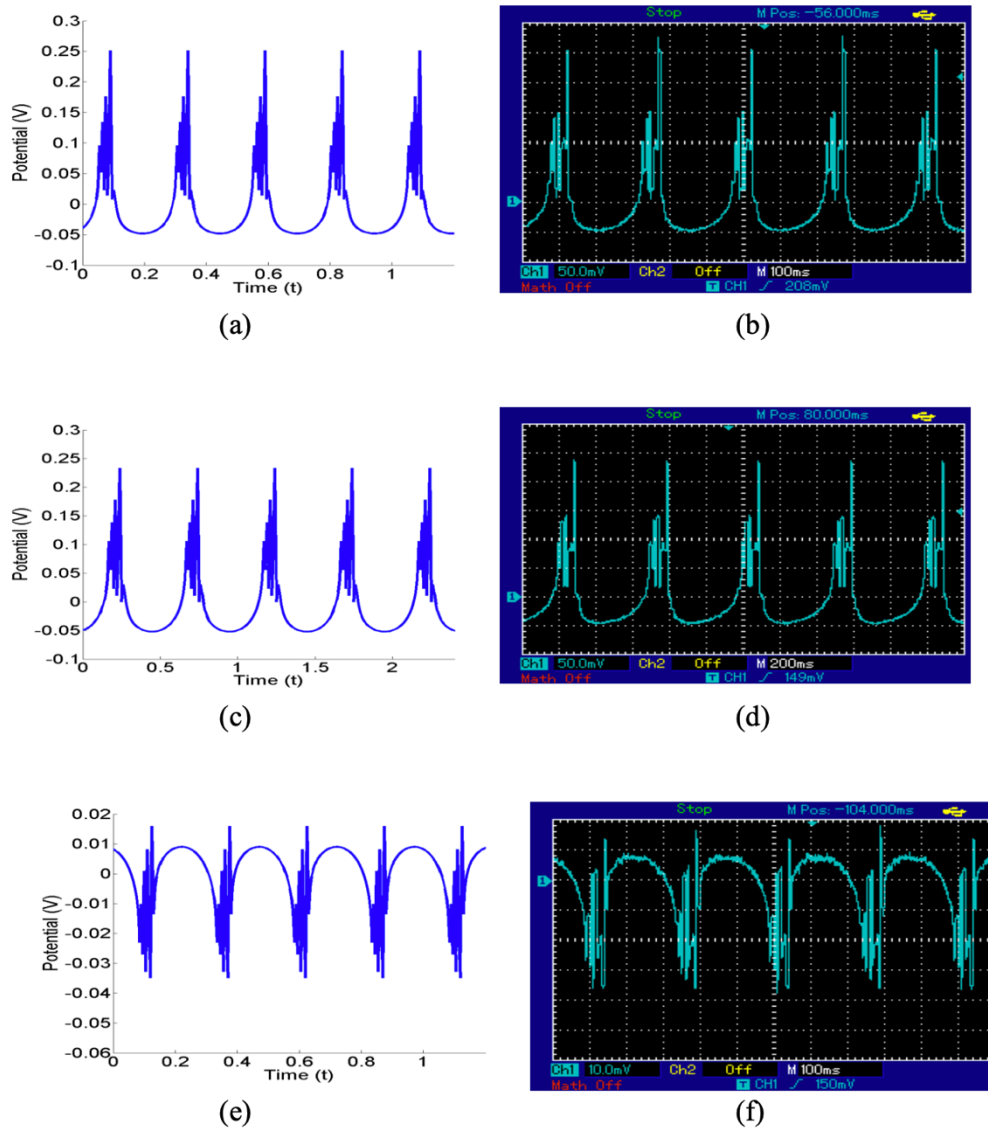 0.3
0.25
0.2
0.15
0.1
0.05
0
-0.05
-0.1
Potential (V)
0 0.2 0.4 0.6 0.8 1
Time (t)
(a)
Stop M Pos: -56.000ms
1
Ch1 50.0mV Ch2 Off M 100ms
Math Off T CH1 208mV
(b)
0.3
0.25
0.2
0.15
0.1
0.05
0
-0.05
-0.1
Potential (V)
0 0.5 1 1.5 2
Time (t)
(c)
Stop M Pos: 80.000ms
1
Ch1 50.0mV Ch2 Off M 200ms
Math Off T CH1 149mV
(d)
0.02
0.01
0
-0.01
-0.02
-0.03
-0.04
-0.05
-0.06
Potential (V)
0 0.2 0.4 0.6 0.8 1
Time (t)
(e)
Stop M Pos: -104.000ms
1
Ch1 10.0mV Ch2 Off M 100ms
Math Off T CH1 150mV
(f)